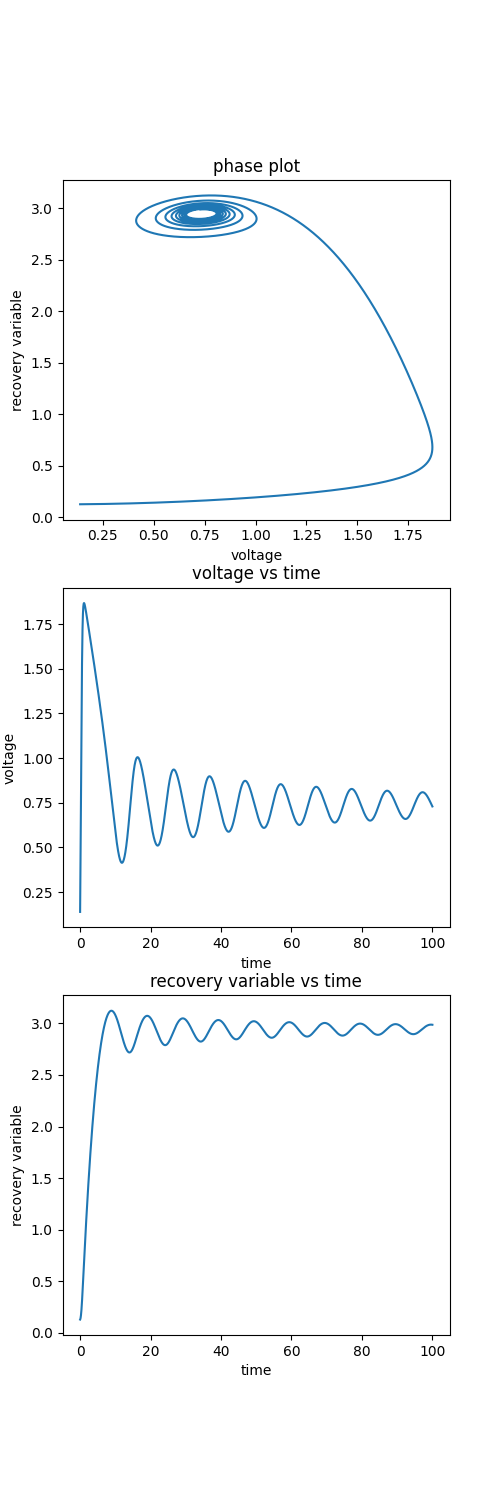 phase plot
3.0
2.5
2.0
1.5
1.0
0.5
0.0
recovery variable
0.25 0.50 0.75 1.00 1.25 1.50 1.75
voltage
voltage vs time
1.75
1.50
1.25
1.00
0.75
0.50
0.25
voltage
0 20 40 60 80 100
time
recovery variable vs time
3.0
2.5
2.0
1.5
1.0
0.5
0.0
recovery variable
0 20 40 60 80 100
time